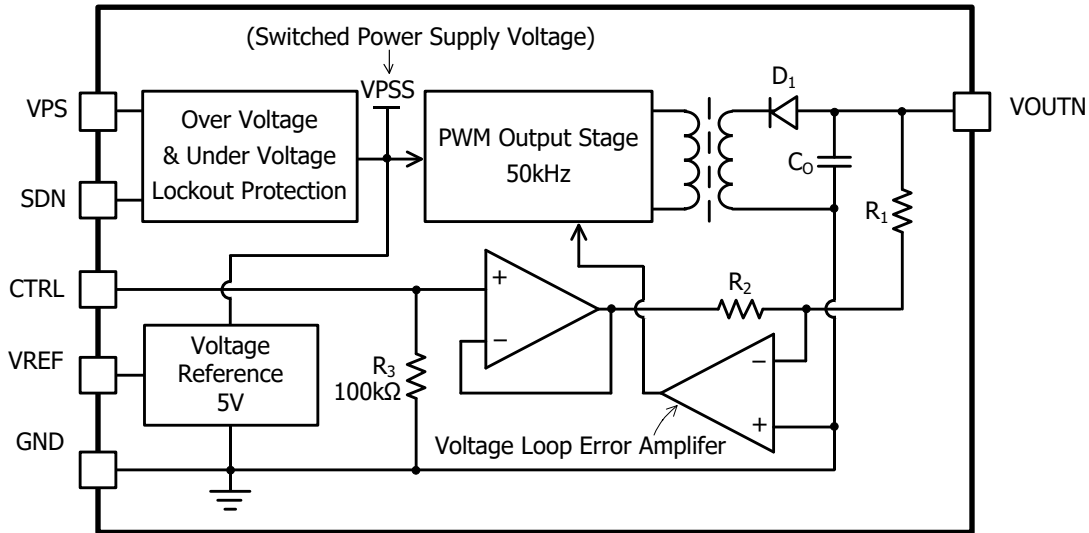 (Switched Power Supply Voltage)
VPSS
VPS
Over Voltage
& Under Voltage
Lockout Protection
SDN
PWM Output Stage
50kHz
D1
VOUTN
CO
R1
CTRL
+
−
R2
VREF
Voltage
Reference
5V
R3
100kΩ
−
+
GND
Voltage Loop Error Amplifer